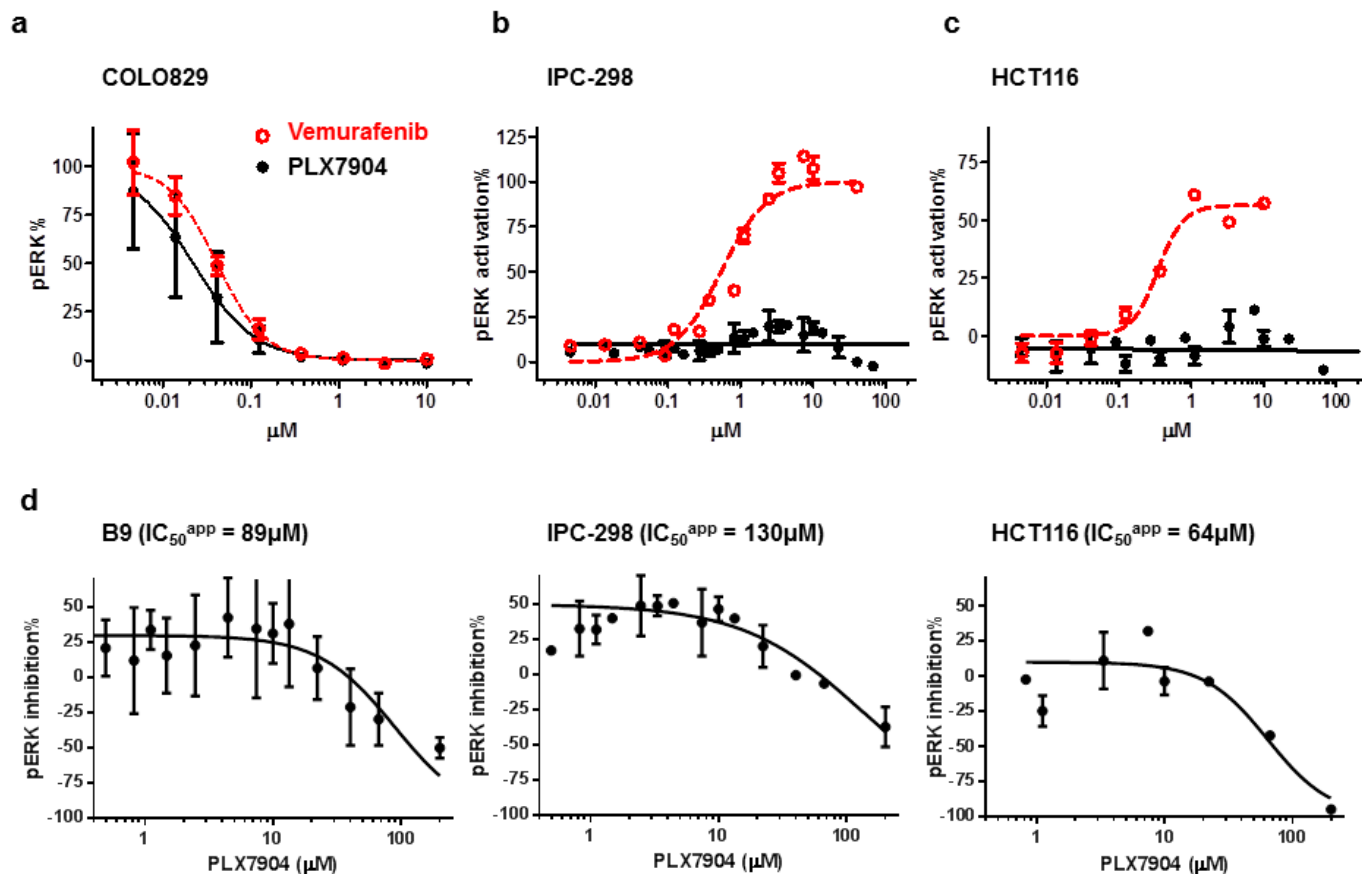 a
COLO829
pERK%
100
75
50
25
0
0.01 0.1 1 10
μM
Vemurafenib
PLX7904
b
IPC-298
pERK activation%
125
100
75
50
25
0
0.01 0.1 1 10 100
μM
c
HCT116
pERK activation%
75
50
25
0
0.01 0.1 1 10 100
μM
d
B9 (IC50app = 89μM)
pERK inhibition%
50
25
0
-25
-50
-75
-100
1 10 100
PLX7904 (μM)
IPC-298 (IC50app = 130μM)
pERK inhibition%
50
25
0
-25
-50
-75
-100
1 10 100
PLX7904 (μM)
HCT116 (IC50app = 64μM)
pERK inhibition%
50
25
0
-25
-50
-75
-100
1 10 100
PLX7904 (μM)